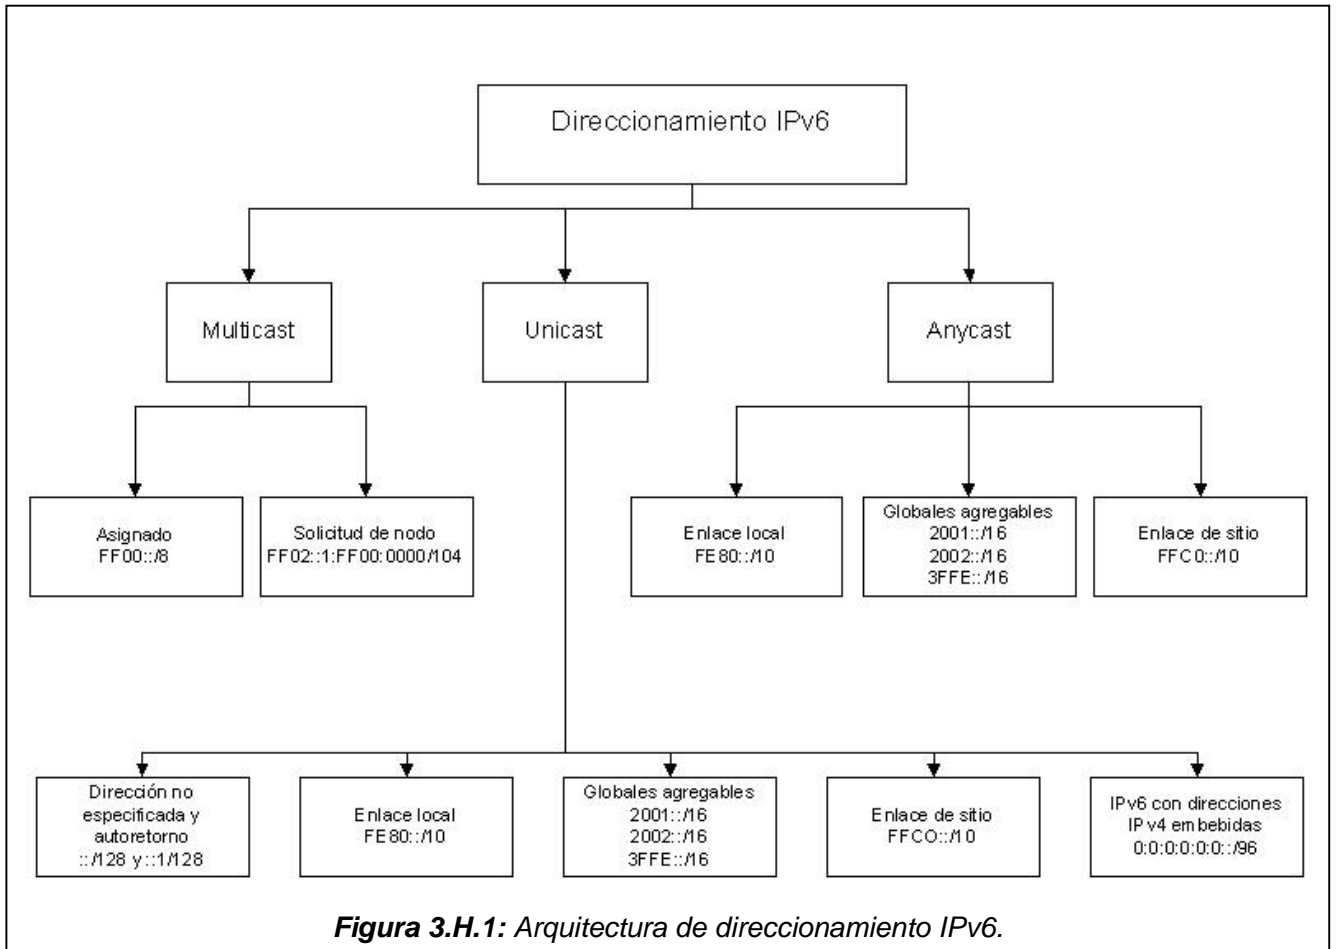 Direccionamiento IPv6
Multicast
Unicast
Anycast
Asignado
FF00::/8
Solicitud de nodo
FF02::1:FF00:0000/104
Enlace local
FE80::/10
Globales agregables
2001::/16
2002::/16
3FFE::/16
Enlace de sitio
FFC0::/10
Dirección no
especificada y
autoretorno
::/128 y ::1/128
Enlace local
FE80::/10
Globales agregables
2001::/16
2002::/16
3FFE::/16
Enlace de sitio
FFCO::/10
IPv6 con direcciones
IPv4 embebidas
0:0:0:0:0:0::/96
Figura 3.H.1: Arquitectura de direccionamiento IPv6.